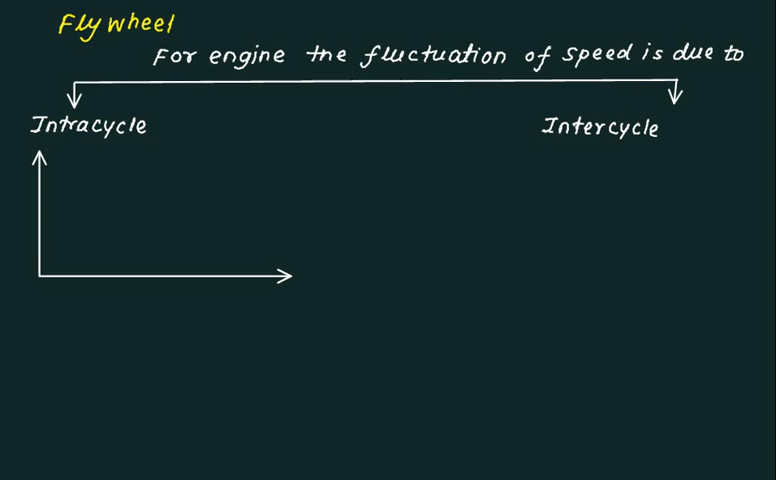 Flywheel
For engine the fluctuation of speed is due to
Intracycle
Intercycle